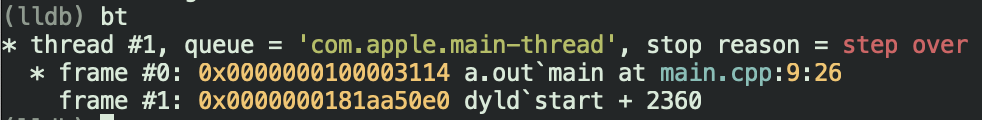 (lldb) bt
* thread #1, queue = 'com.apple.main-thread', stop reason = step over
  * frame #0: 0x0000000100003114 a.out`main at main.cpp:9:26
    frame #1: 0x0000000181aa50e0 dyld`start + 2360